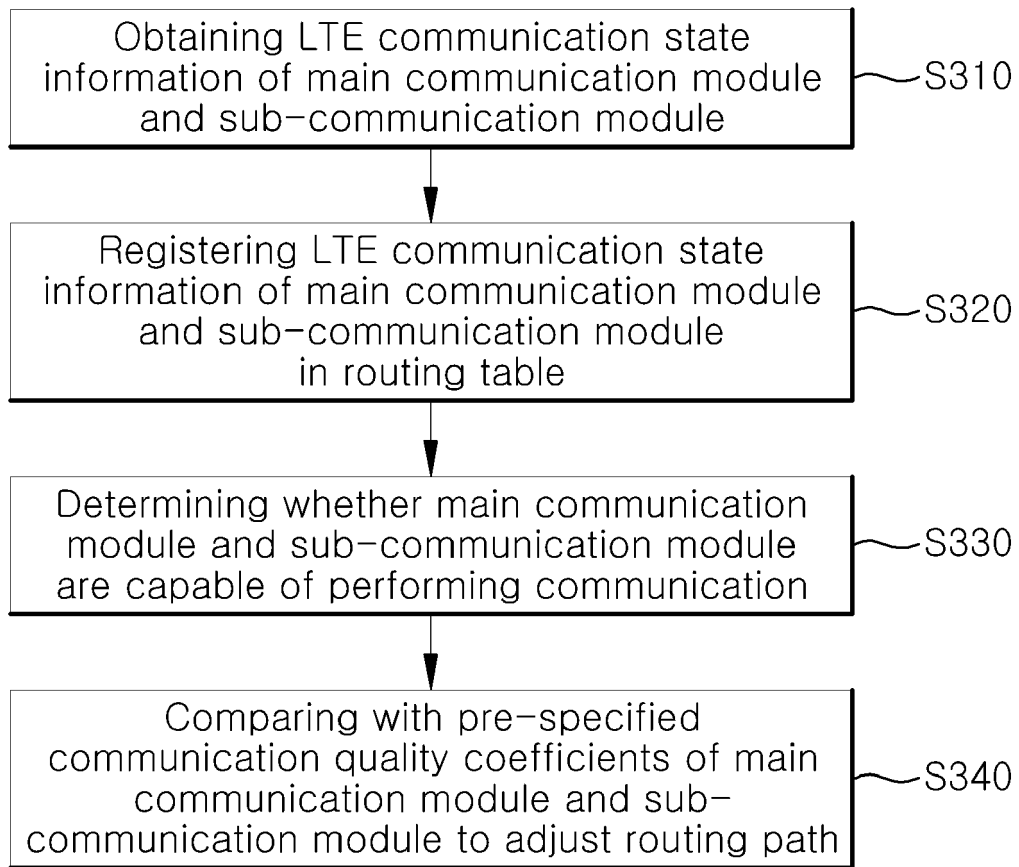 Obtaining LTE communication state
information of main communication module
and sub-communication module
S310
Registering LTE communication state
information of main communication module
and sub-communication module
in routing table
S320
Determining whether main communication
module and sub-communication module
are capable of performing communication
S330
Comparing with pre-specified
communication quality coefficients of main
communication module and sub-
communication module to adjust routing path
S340